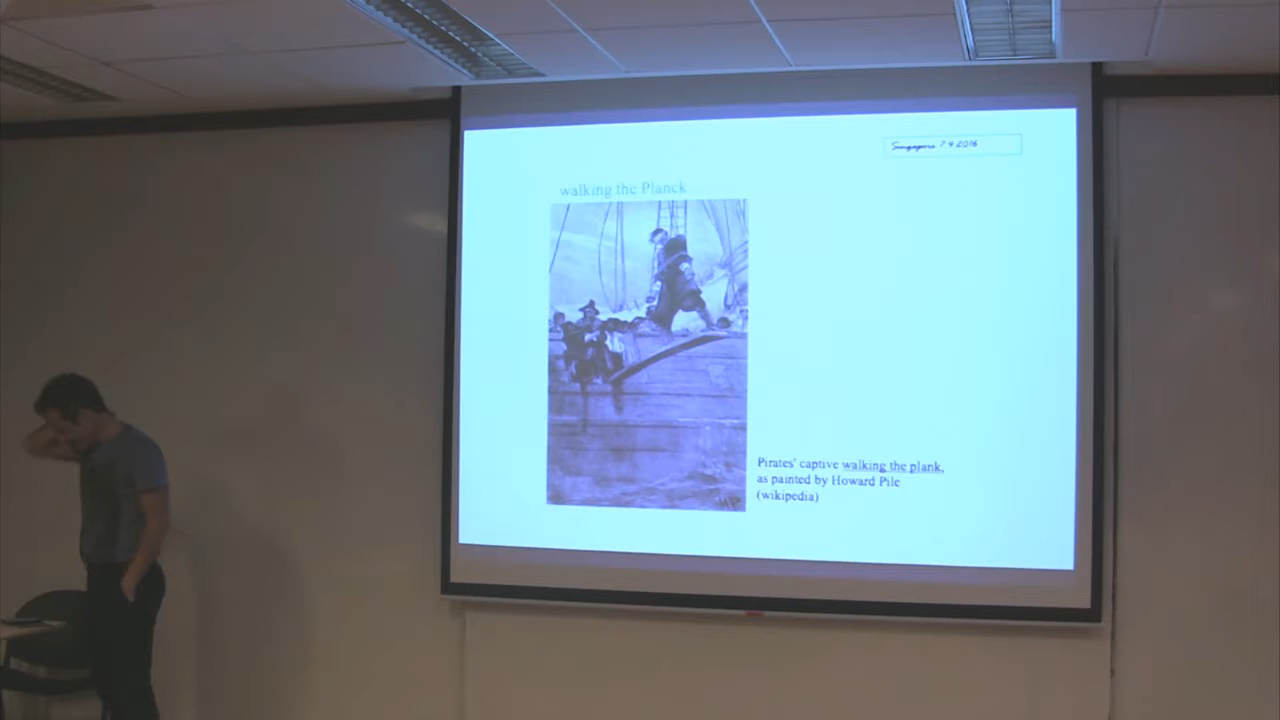 Singapore 7 4 2016
walking the Planck
Pirates' captive walking the plank,
as painted by Howard Pile
(wikipedia)